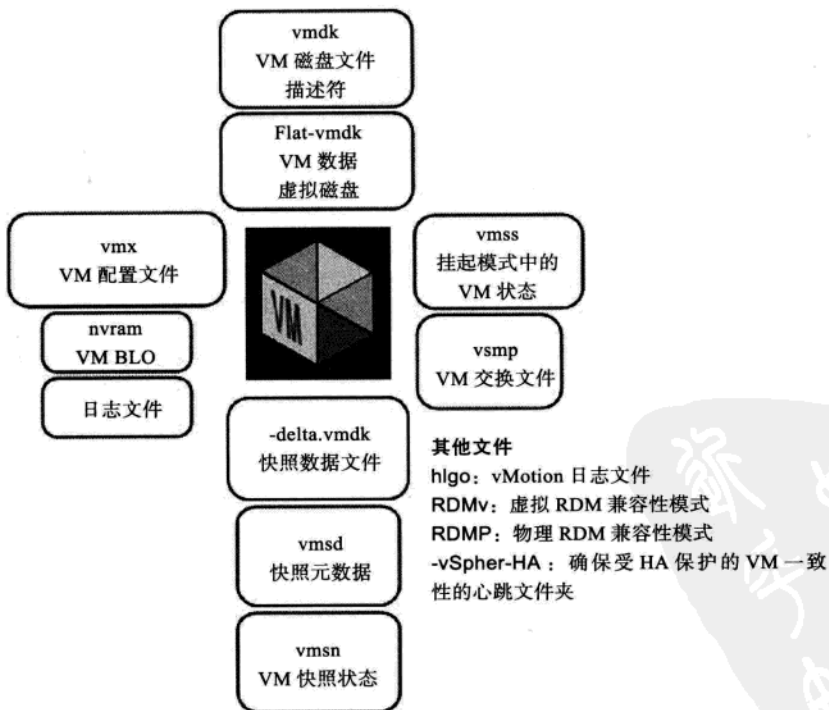 vmdk
VM 磁盘文件
描述符
Flat-vmdk
VM 数据
虚拟磁盘
vmx
VM 配置文件
nvram
VM BLO
日志文件
VM
vmss
挂起模式中的
VM 状态
vsmp
VM 交换文件
-delta.vmdk
快照数据文件
vmsd
快照元数据
vmsn
VM 快照状态
其他文件
hlgo：vMotion 日志文件
RDMv：虚拟 RDM 兼容性模式
RDMP：物理 RDM 兼容性模式
-vSpher-HA：确保受 HA 保护的 VM 一致
性的心跳文件夹